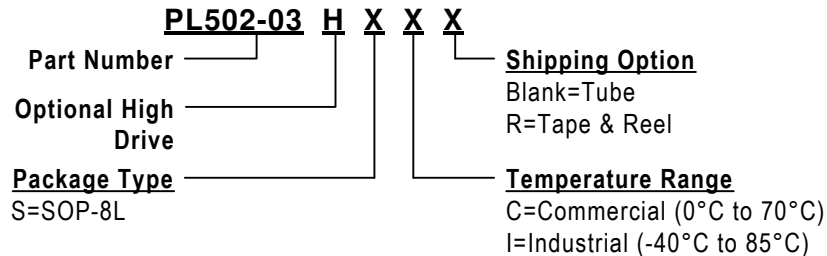 PL502-03 H X X X
Part Number
Optional High
Drive
Package Type
S=SOP-8L
Shipping Option
Blank=Tube
R=Tape & Reel
Temperature Range
C=Commercial (0°C to 70°C)
I=Industrial (-40°C to 85°C)